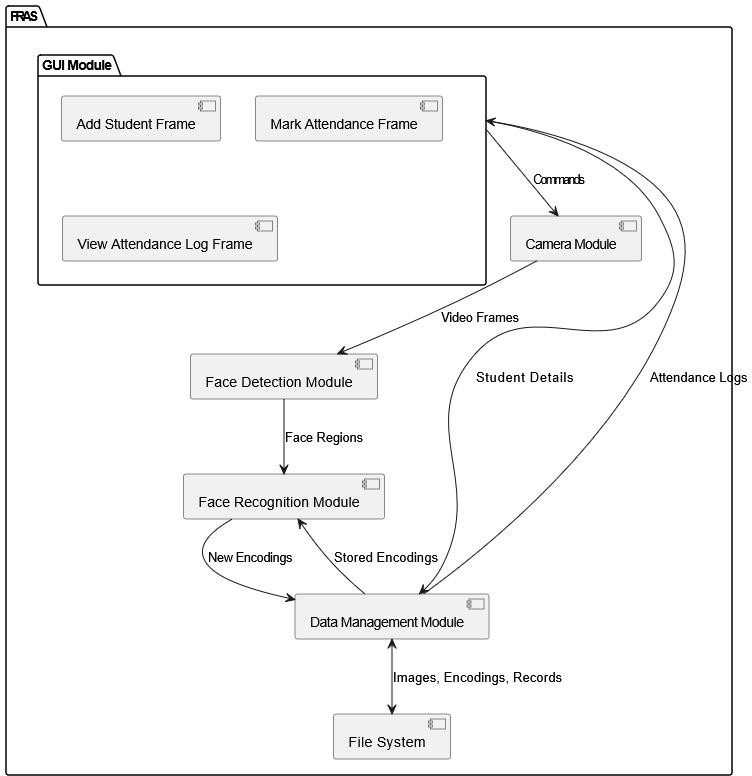 FRAS
GUI Module
Add Student Frame
Mark Attendance Frame
Commands
View Attendance Log Frame
Camera Module
Video Frames
Face Detection Module
Student Details
Attendance Logs
Face Regions
Face Recognition Module
New Encodings
Stored Encodings
Data Management Module
Images, Encodings, Records
File System